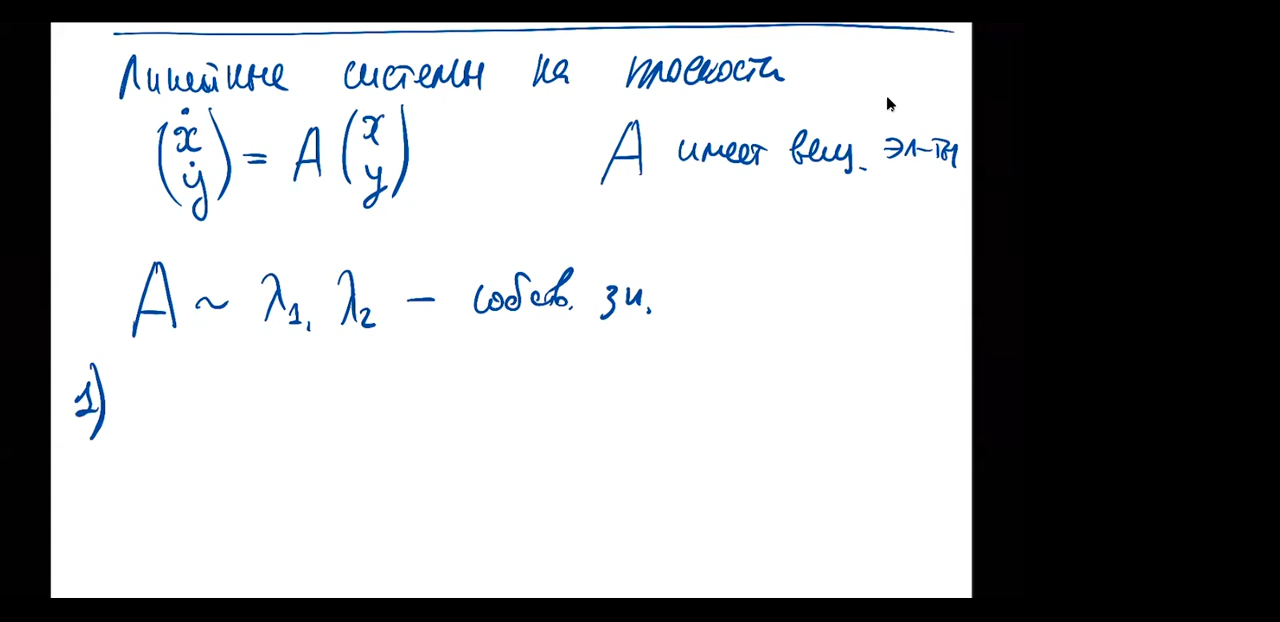 Линейные системы на плоскости
(ẋ ẏ) = A (x y) A имеет вещ. эл-ты
A ~ λ1, λ2 – собств. зн.
1)